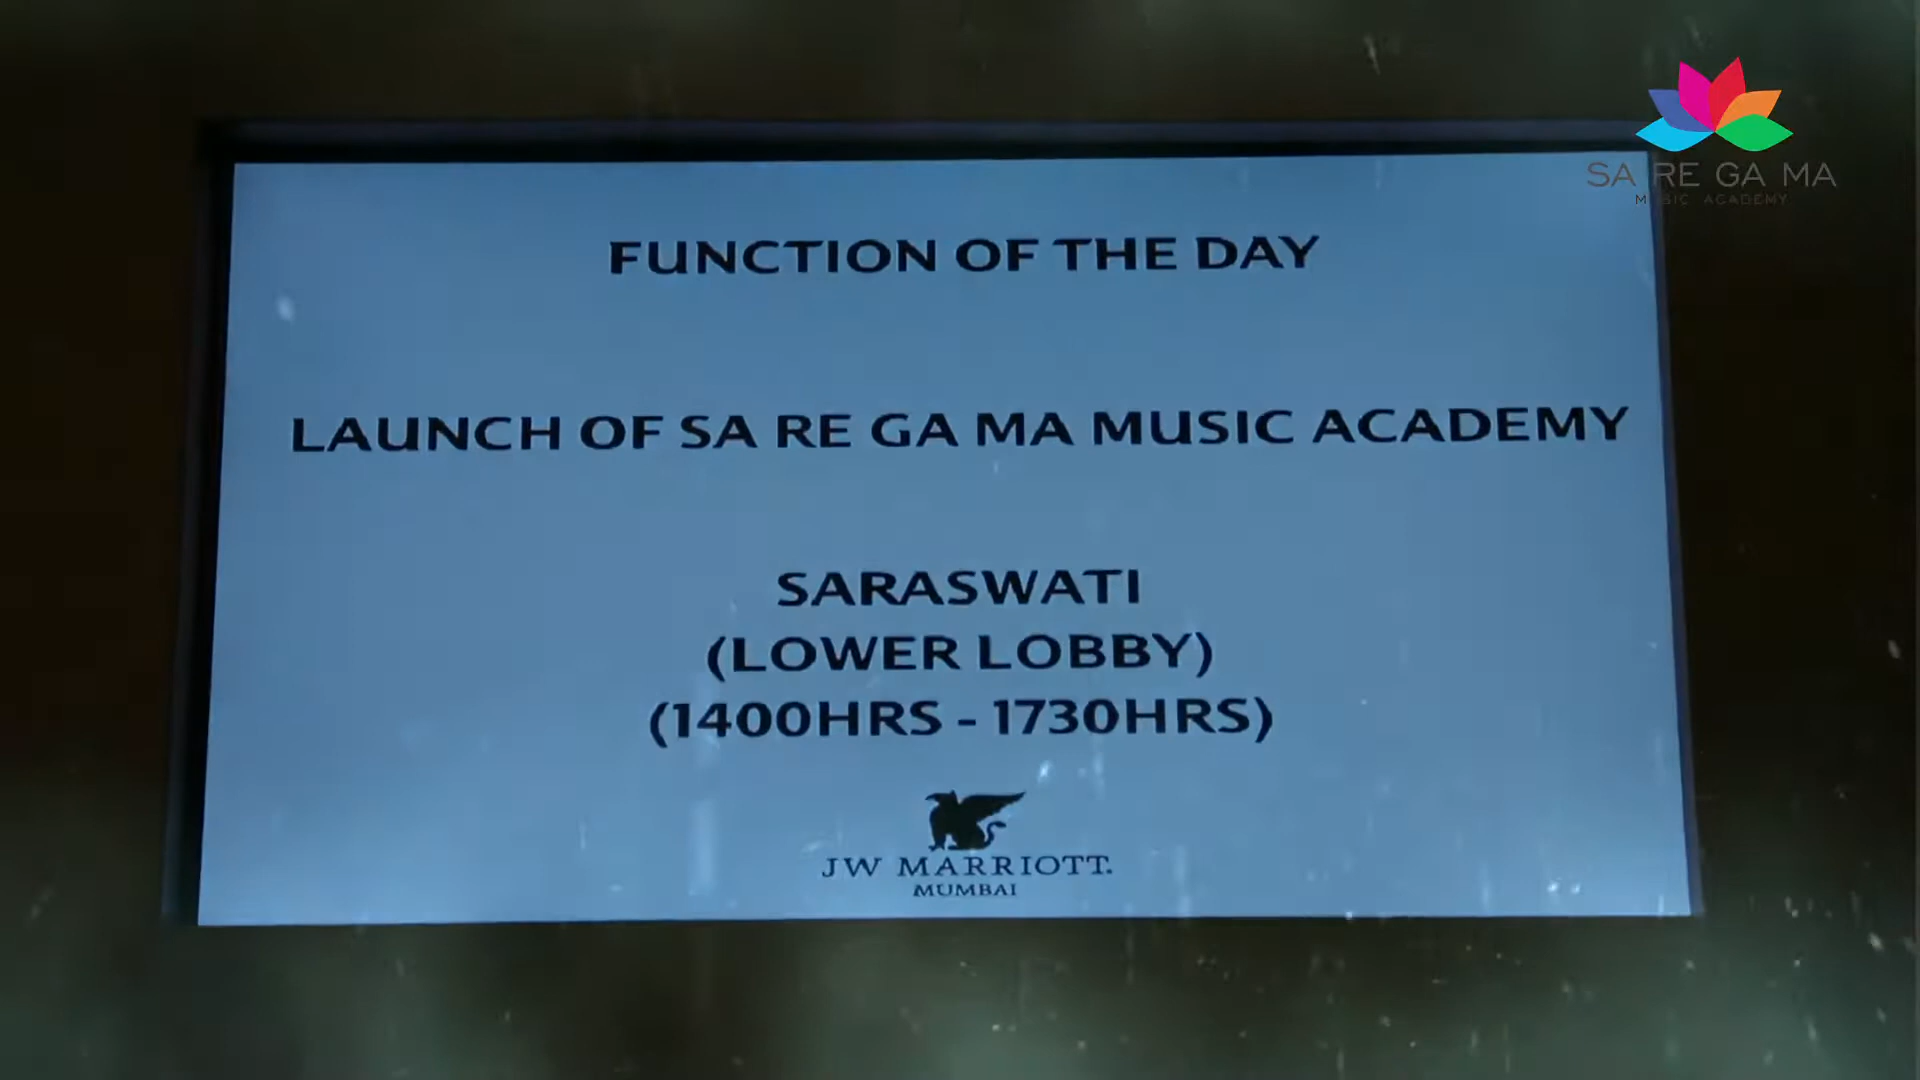 SA RE GA MA
MUSIC ACADEMY
FUNCTION OF THE DAY
LAUNCH OF SA RE GA MA MUSIC ACADEMY
SARASWATI
(LOWER LOBBY)
(1400HRS - 1730HRS)
JW MARRIOTT.
MUMBAI